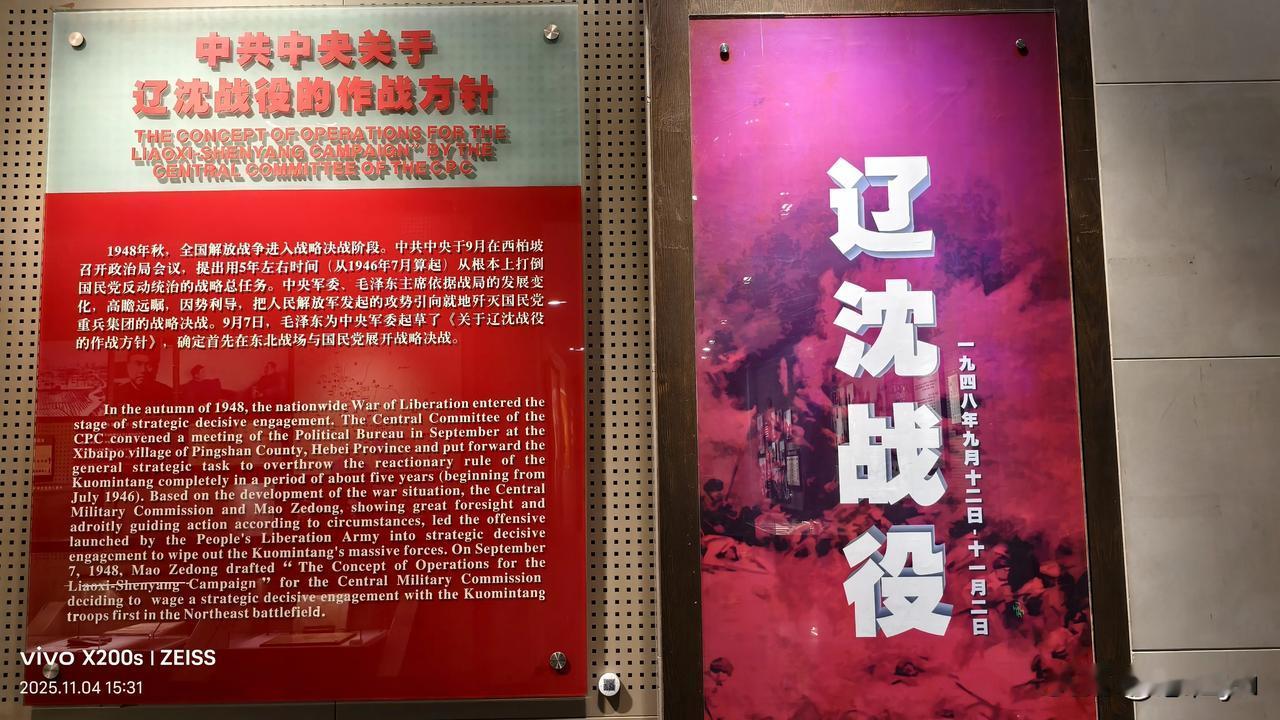 中共中央关于
辽沈战役的作战方针
THE CONCEPT OF OPERATIONS FOR THE
LIAOXI-SHENYANG CAMPAIGN" BY THE
CENTRAL COMMITTEE OF THE CPC
1948年秋，全国解放战争进入战略决战阶段。中共中央于9月在西柏坡
召开政治局会议，提出用5年左右时间（从1946年7月算起）从根本上打倒
国民党反动统治的战略总任务。中央军委、毛泽东主席依据战局的发展变
化，高瞻远瞩，因势利导，把人民解放军发起的攻势引向就地歼灭国民党
重兵集团的战略决战。9月7日，毛泽东为中央军委起草了《关于辽沈战役
的作战方针》，确定首先在东北战场与国民党展开战略决战。
In the autumn of 1948, the nationwide War of Liberation entered the
stage of strategic decisive engagement. The Central Committee of the
CPC convened a meeting of the Political Bureau in September at the
Xibaipo village of Pingshan County, Hebei Province and put forward the
general strategic task to overthrow the reactionary rule of the
Kuomintang completely in a period of about five years (beginning from
July 1946). Based on the development of the war situation, the Central
Military Commission and Mao Zedong, showing great foresight and
adroitly guiding action according to circumstances, led the offensive
launched by the People's Liberation Army into strategic decisive
engagement to wipe out the Kuomintang's massive forces. On September
7, 1948, Mao Zedong drafted “ The Concept of Operations for the
Liaoxi-Shenyang Campaign ” for the Central Military Commission
deciding to wage a strategic decisive engagement with the Kuomintang
troops first in the Northeast battlefield.
辽沈战役
一九四八年九月十二日-十一月二日
vivo X200s | ZEISS
2025.11.04 15:31